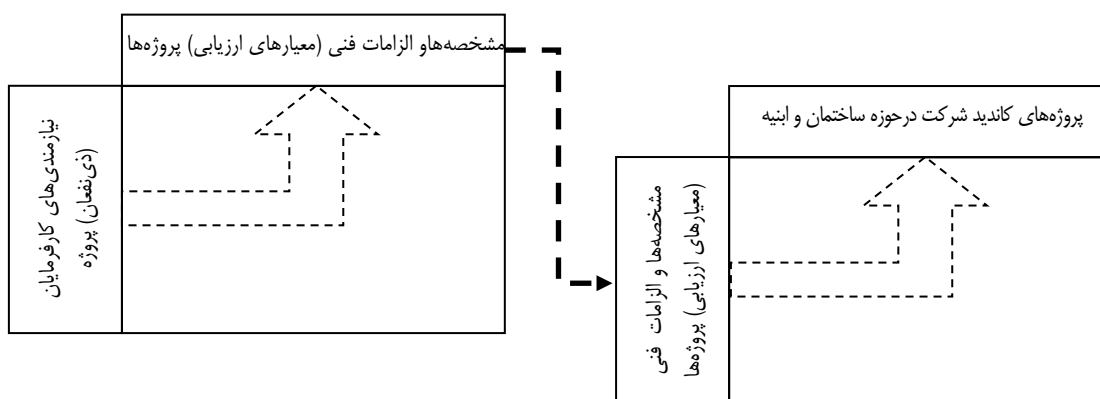 مشخصه‌هاو الزامات فنی (معیارهای ارزیابی) پروژه‌ها
نیازمندی‌های کارفرمایان
(ذی‌نفعان) پروژه
پروژه‌های کاندید شرکت درحوزه ساختمان و ابنیه
مشخصه‌ها و الزامات فنی
(معیارهای ارزیابی) پروژه‌ها